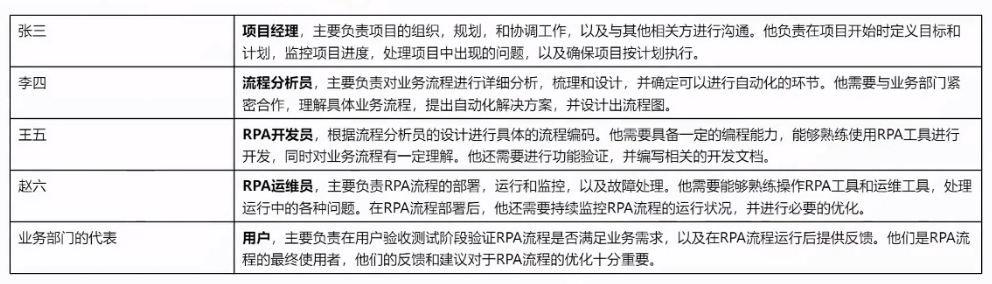 张三
项目经理，主要负责项目的组织，规划，和协调工作，以及与其他相关方进行沟通。他负责在项目开始时定义目标和
计划，监控项目进度，处理项目中出现的问题，以及确保项目按计划执行。
李四
流程分析员，主要负责对业务流程进行详细分析，梳理和设计，并确定可以进行自动化的环节。他需要与业务部门紧
密合作，理解具体业务流程，提出自动化解决方案，并设计出流程图。
王五
RPA开发员，根据流程分析员的设计进行具体的流程编码。他需要具备一定的编程能力，能够熟练使用RPA工具进行
开发，同时对业务流程有一定理解。他还需要进行功能验证，并编写相关的开发文档。
赵六
RPA运维员，主要负责RPA流程的部署，运行和监控，以及故障处理。他需要能够熟练操作RPA工具和运维工具，处理
运行中的各种问题。在RPA流程部署后，他还需要持续监控RPA流程的运行状况，并进行必要的优化。
业务部门的代表
用户，主要负责在用户验收测试阶段验证RPA流程是否满足业务需求，以及在RPA流程运行后提供反馈。他们是RPA流
程的最终使用者，他们的反馈和建议对于RPA流程的优化十分重要。